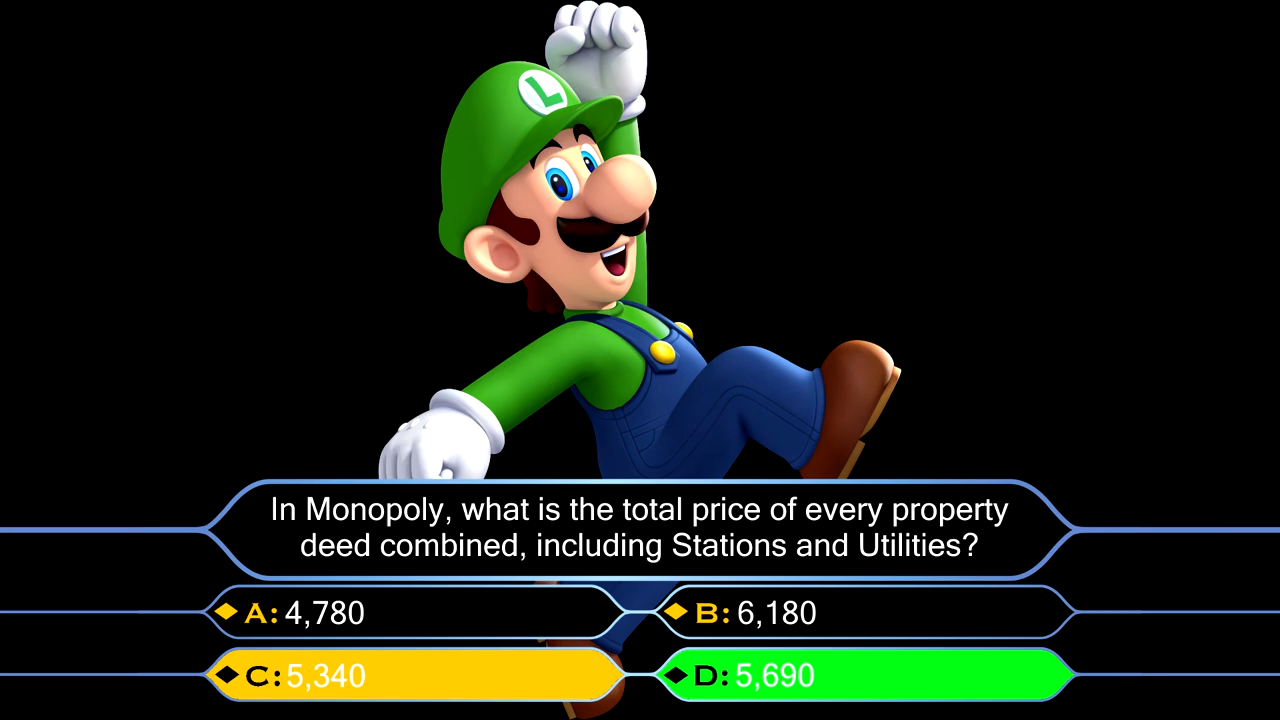 L
In Monopoly, what is the total price of every property
deed combined, including Stations and Utilities?
A: 4,780
B: 6,180
C: 5,340
D: 5,690